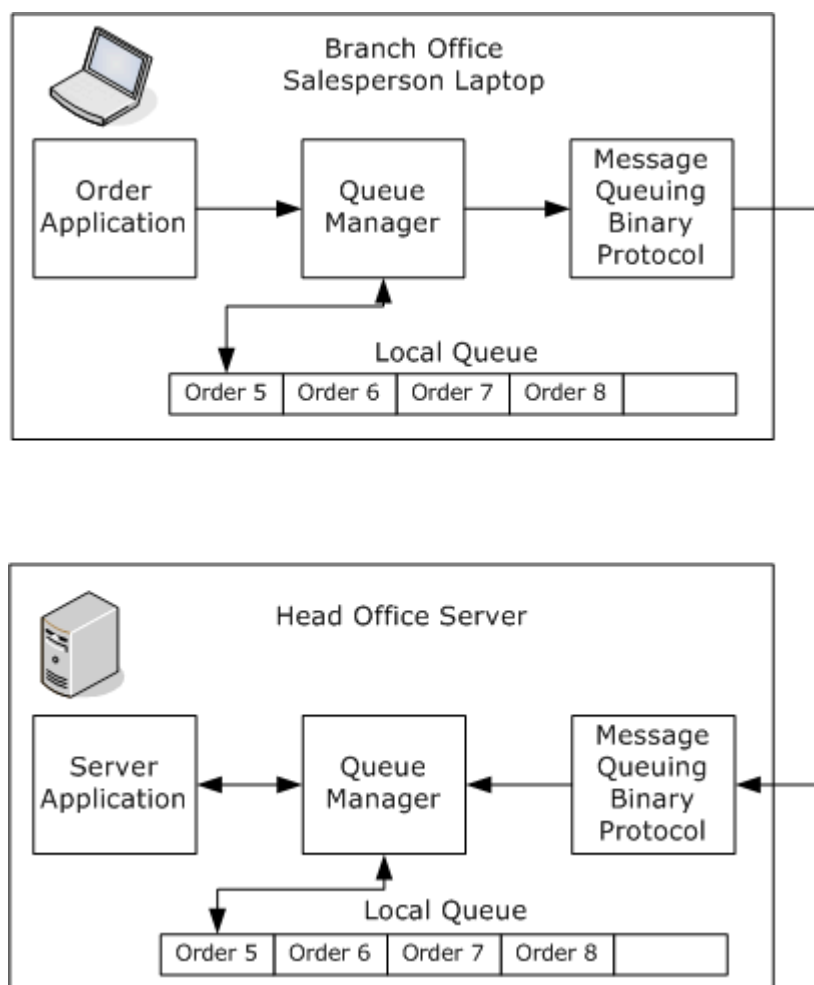 Branch Office
Salesperson Laptop
Order
Application
Queue
Manager
Message
Queuing
Binary
Protocol
Local Queue
Order 5
Order 6
Order 7
Order 8
Head Office Server
Server
Application
Queue
Manager
Message
Queuing
Binary
Protocol
Local Queue
Order 5
Order 6
Order 7
Order 8